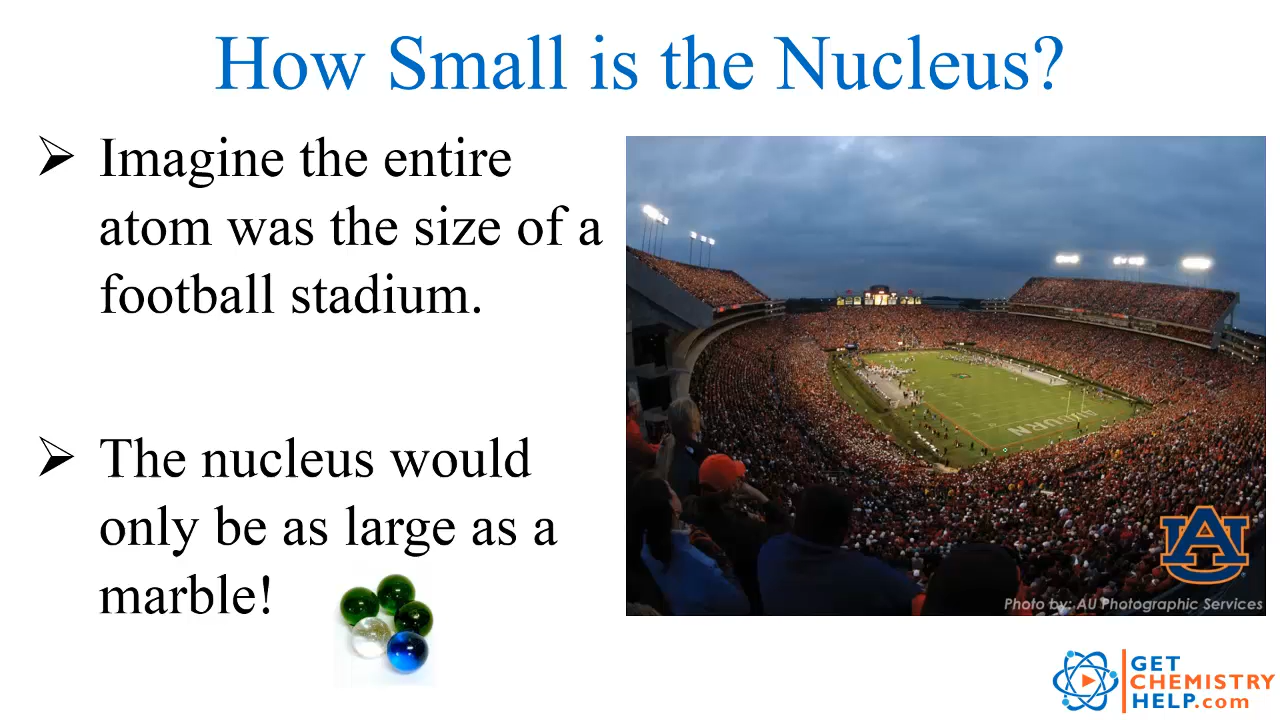 How Small is the Nucleus?
➢ Imagine the entire
atom was the size of a
football stadium.
➢ The nucleus would
only be as large as a
marble!
AUBURN
AU
Photo by: AU Photographic Services
GET
CHEMISTRY
HELP.com